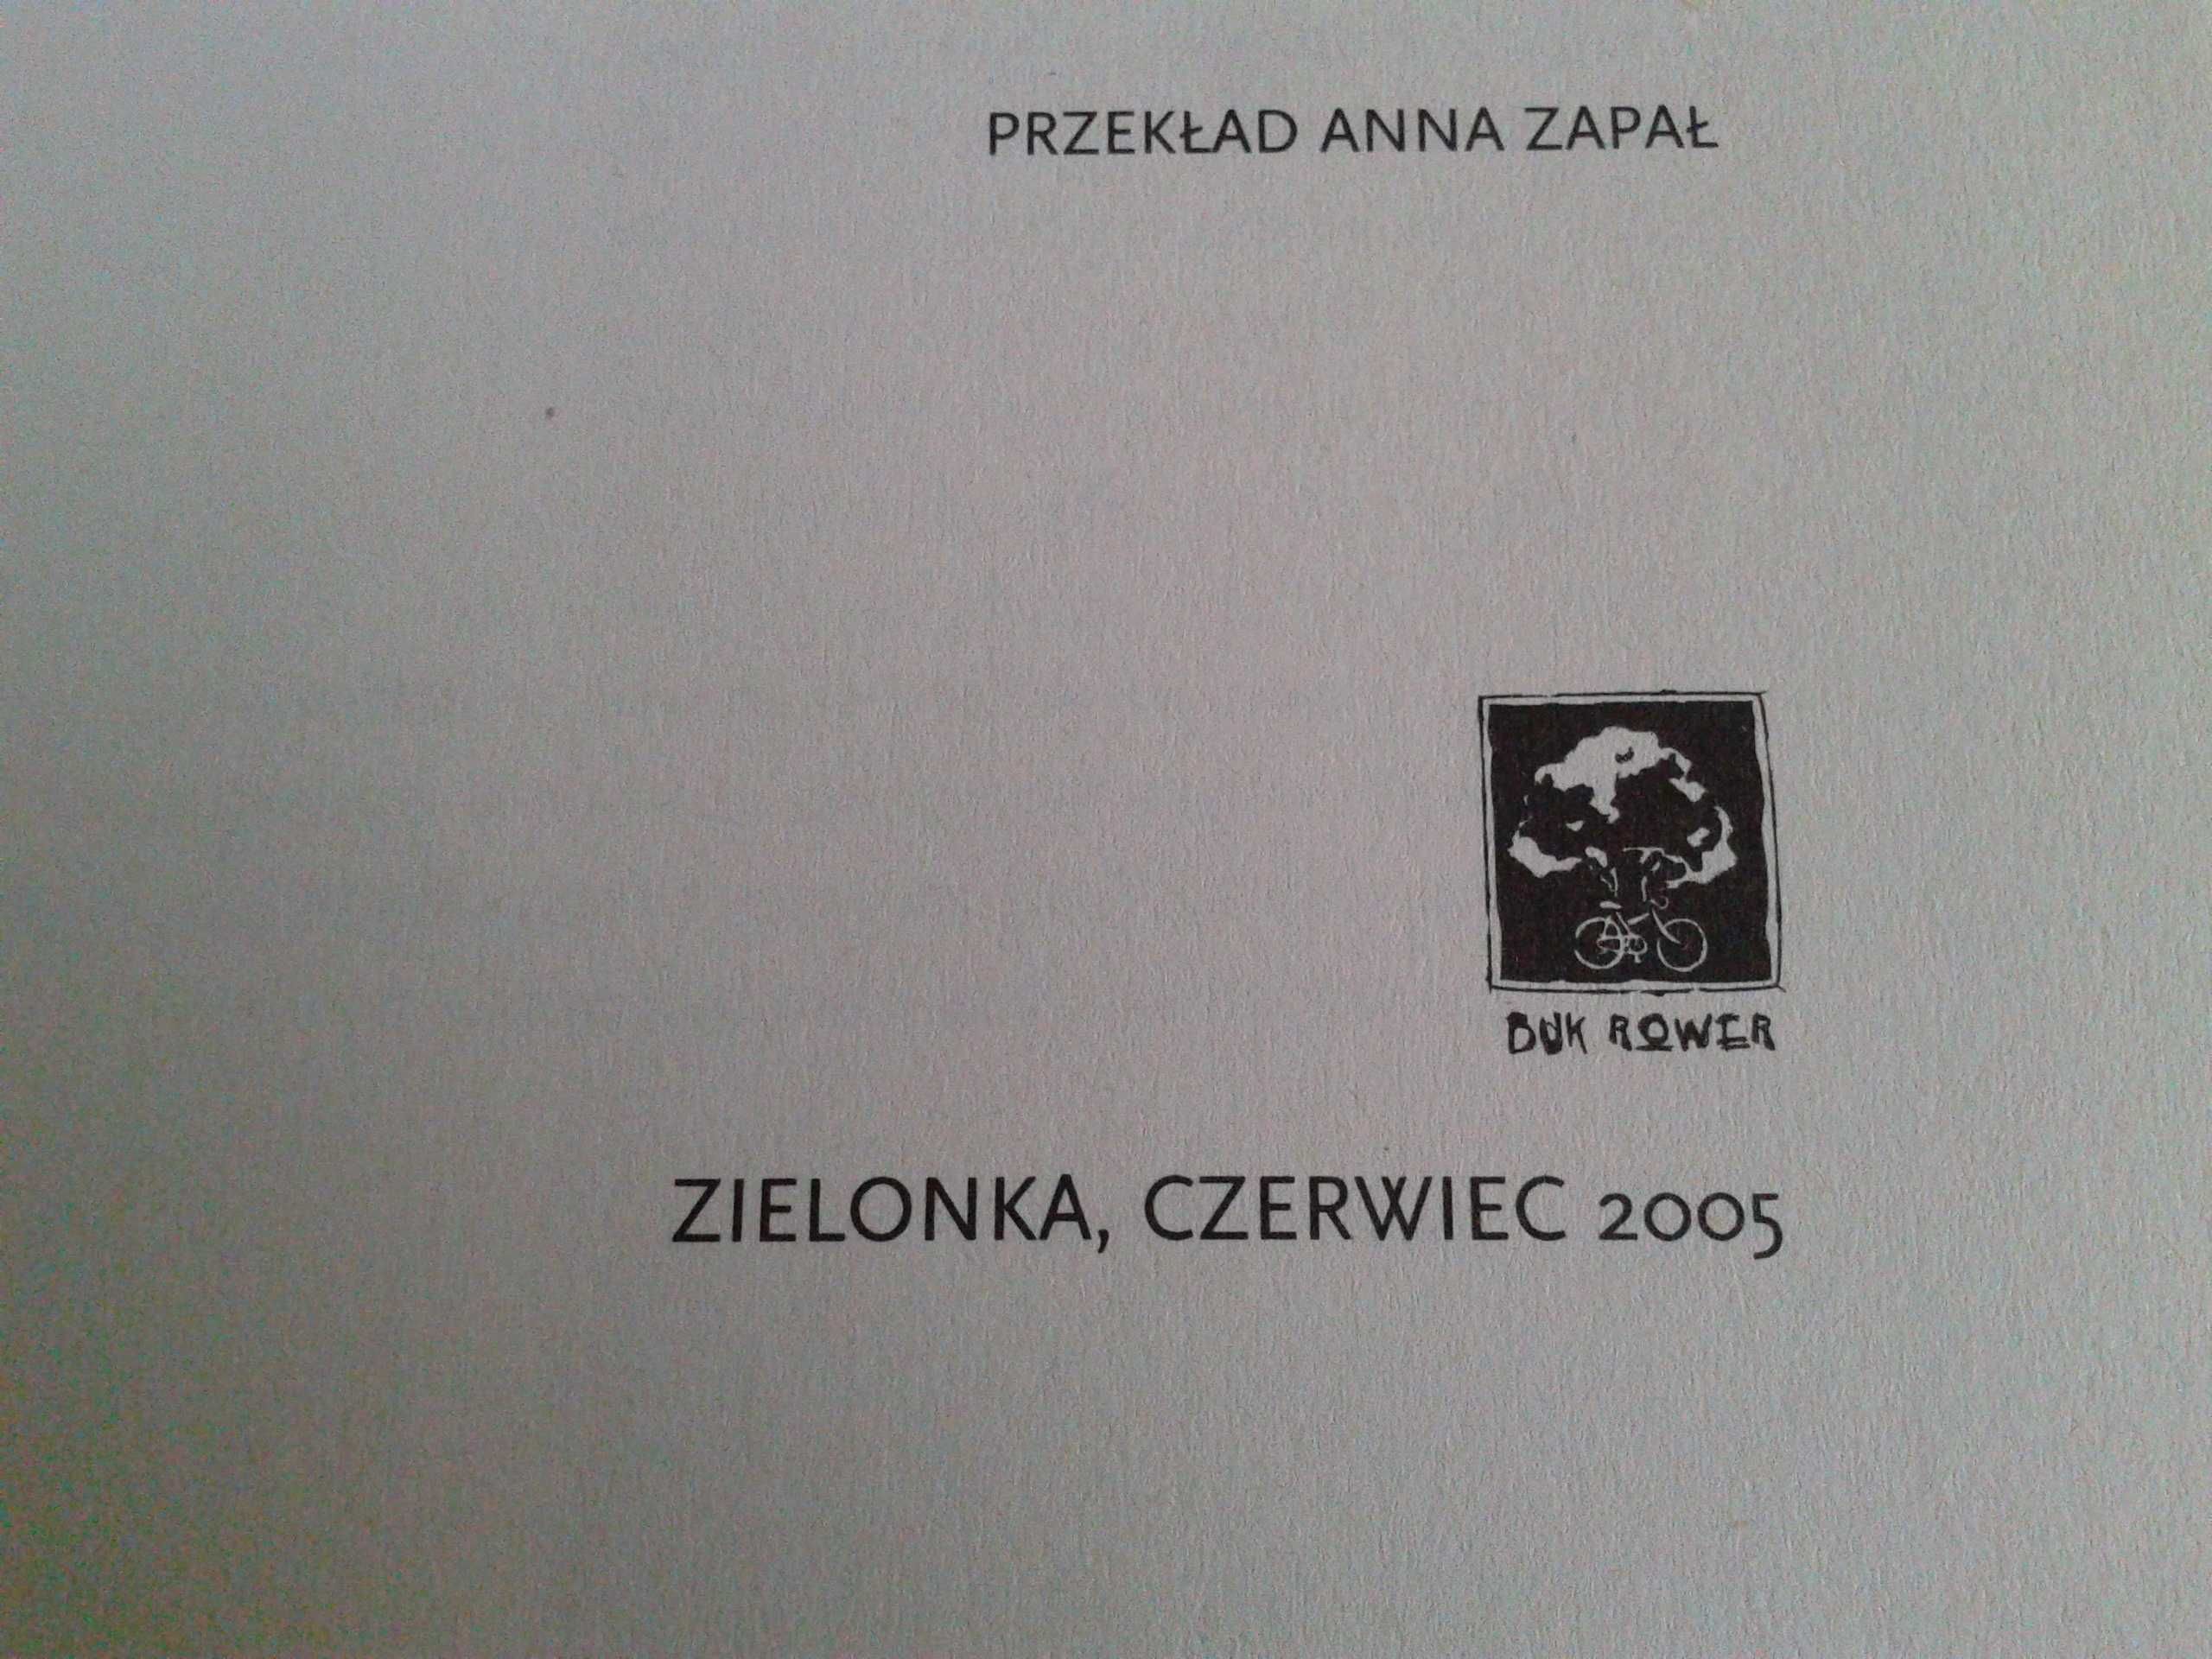 PRZEKŁAD ANNA ZAPAŁ
BUK ROWER
ZIELONKA, CZERWIEC 2005